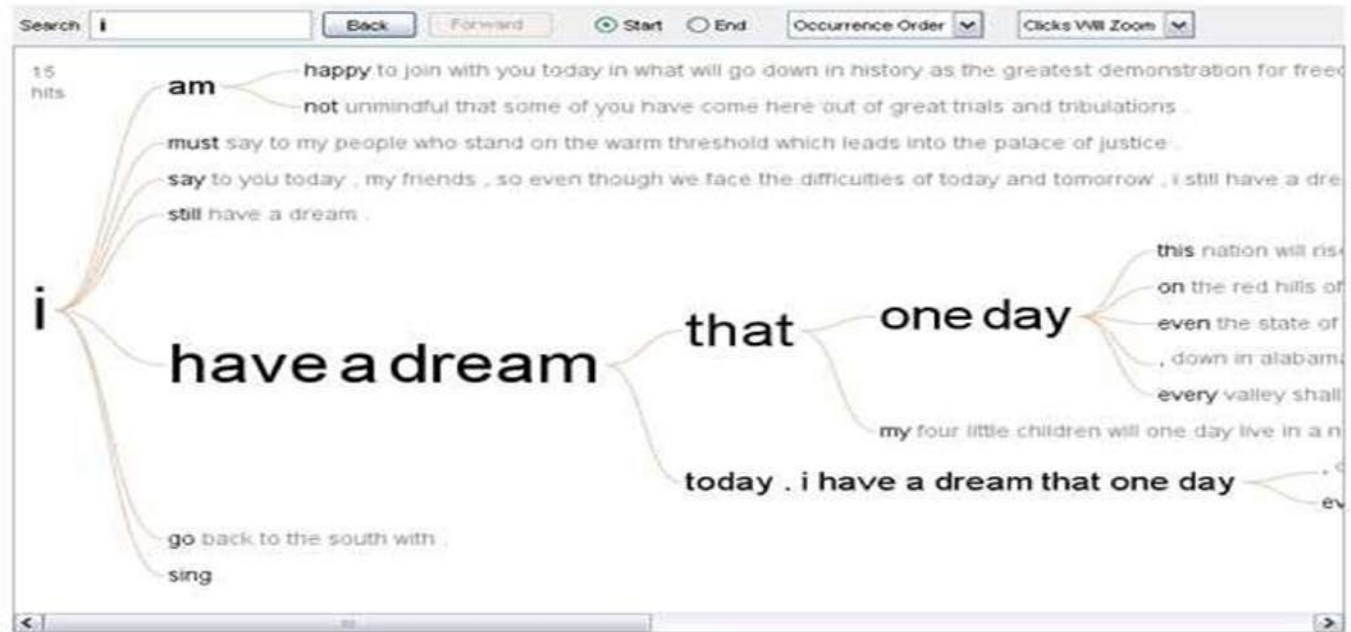 Search i Back Forward Start End Occurrence Order Clicks Will Zoom
15
hits
i
am
happy to join with you today in what will go down in history as the greatest demonstration for
not unmindful that some of you have come here out of great trials and tribulations .
must say to my people who stand on the warm threshold which leads into the palace of justice .
say to you today , my friends , so even though we face the difficulties of today and tomorrow , i still have a
still have a dream .
have a dream
that
one day
this nation will
on the red hills of
even the state of
, down in
every valley shall
my four little children will one day live in a
today . i have a dream that one day
,
go back to the south with .
sing